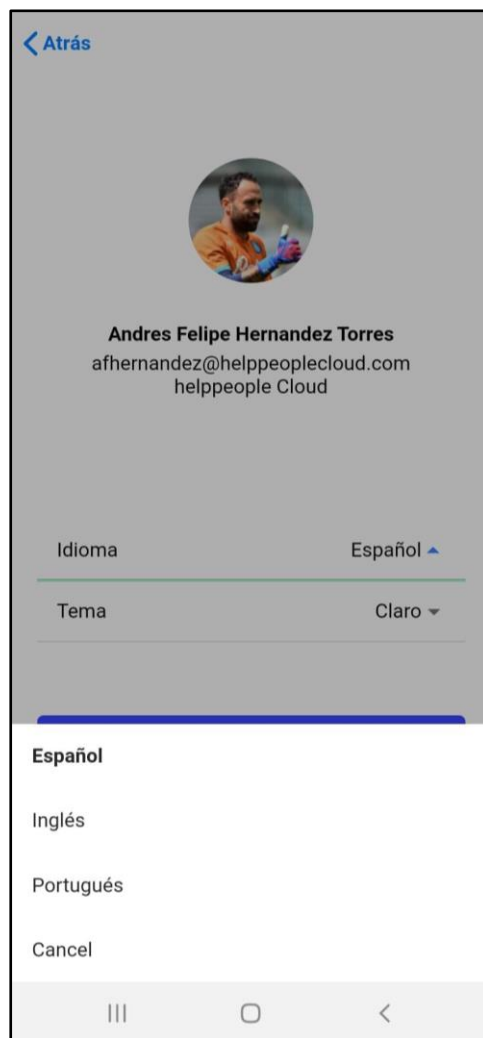 Atrás
Andres Felipe Hernandez Torres
afhernandez@helppeoplecloud.com
helppeople Cloud
Idioma Español
Tema Claro
Español
Inglés
Portugués
Cancel